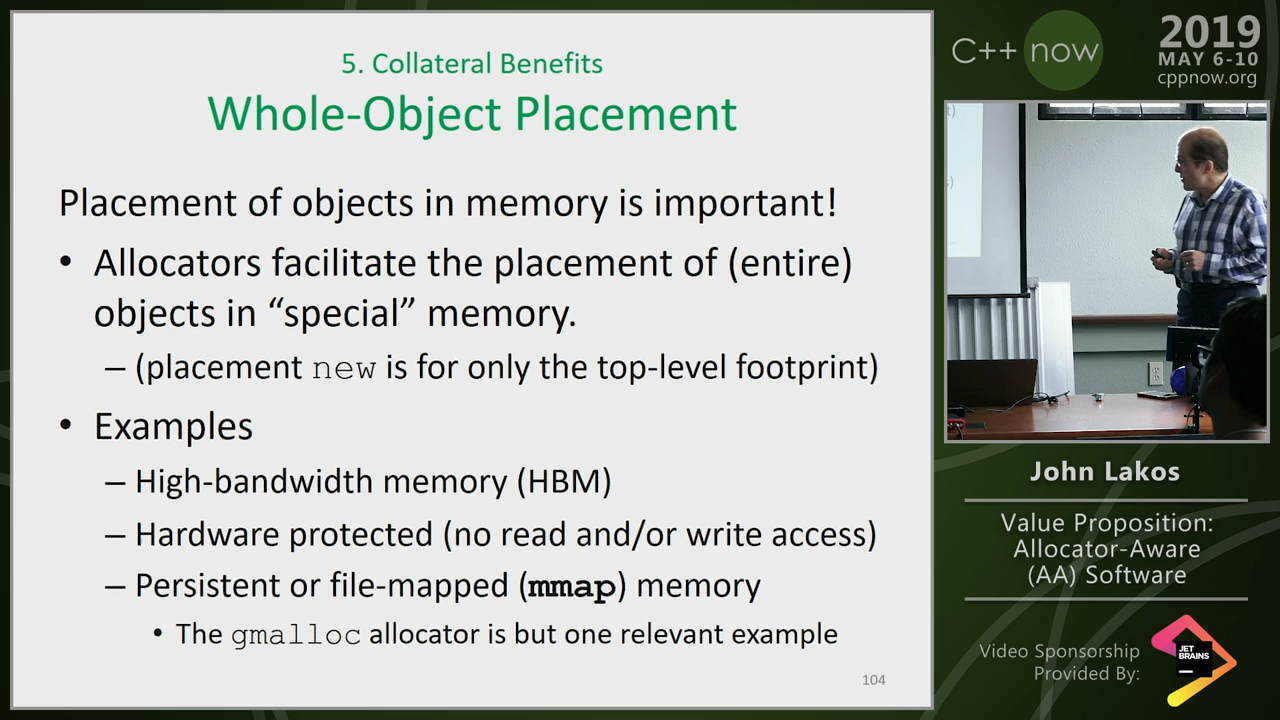 5. Collateral Benefits
Whole-Object Placement
Placement of objects in memory is important!
• Allocators facilitate the placement of (entire)
objects in “special” memory.
– (placement new is for only the top-level footprint)
• Examples
– High-bandwidth memory (HBM)
– Hardware protected (no read and/or write access)
– Persistent or file-mapped (mmap) memory
• The gmalloc allocator is but one relevant example
104
C++ now
2019
MAY 6-10
cppnow.org
John Lakos
Value Proposition:
Allocator-Aware
(AA) Software
Video Sponsorship
Provided By:
JET
BRAINS